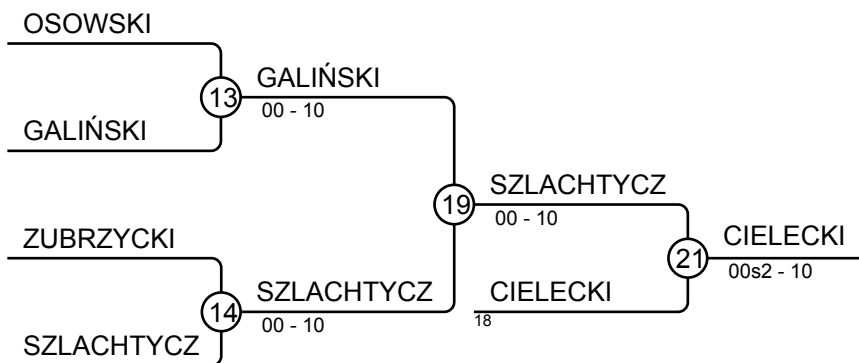 OSOWSKI
13
GALIŃSKI
00 - 10
GALIŃSKI
19
SZLACHTYCZ
00 - 10
ZUBRZYCKI
21
CIELECKI
00s2 - 10
14
SZLACHTYCZ
00 - 10
CIELECKI
18
SZLACHTYCZ